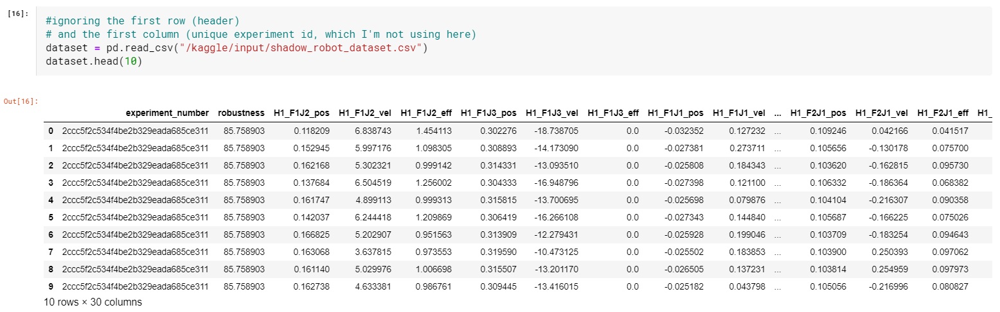 [16]:
#ignoring the first row (header)
# and the first column (unique experiment id, which I'm not using here)
dataset = pd.read_csv("/kaggle/input/shadow_robot_dataset.csv")
dataset.head(10)
Out[16]:
experiment_number robustness H1_F1J2_pos H1_F1J2_vel H1_F1J2_eff H1_F1J3_pos H1_F1J3_vel H1_F1J3_eff H1_F1J1_pos H1_F1J1_vel ... H1_F2J1_pos H1_F2J1_vel H1_F2J1_eff H1_
0 2ccc5f2c534f4be2b329eada685ce311 85.758903 0.118209 6.838743 1.454113 0.302276 -18.738705 0.0 -0.032352 0.127232 ... 0.109246 0.042166 0.041517
1 2ccc5f2c534f4be2b329eada685ce311 85.758903 0.152945 5.997176 1.098305 0.308893 -14.173090 0.0 -0.027381 0.273711 ... 0.105656 -0.130178 0.075700
2 2ccc5f2c534f4be2b329eada685ce311 85.758903 0.162168 5.302321 0.999142 0.314331 -13.093510 0.0 -0.025808 0.184343 ... 0.103620 -0.162815 0.095730
3 2ccc5f2c534f4be2b329eada685ce311 85.758903 0.137684 6.504519 1.256002 0.304333 -16.948796 0.0 -0.027398 0.121100 ... 0.106332 -0.186364 0.068382
4 2ccc5f2c534f4be2b329eada685ce311 85.758903 0.161747 4.899113 0.999313 0.315815 -13.700695 0.0 -0.025698 0.079876 ... 0.104104 -0.216307 0.090358
5 2ccc5f2c534f4be2b329eada685ce311 85.758903 0.142037 6.244418 1.209869 0.306419 -16.266108 0.0 -0.027343 0.144840 ... 0.105687 -0.166225 0.075026
6 2ccc5f2c534f4be2b329eada685ce311 85.758903 0.166825 5.202907 0.951563 0.313909 -12.279431 0.0 -0.025928 0.199046 ... 0.103709 -0.183254 0.094643
7 2ccc5f2c534f4be2b329eada685ce311 85.758903 0.163068 3.637815 0.973553 0.319590 -10.473125 0.0 -0.025502 0.183853 ... 0.103900 0.250393 0.097062
8 2ccc5f2c534f4be2b329eada685ce311 85.758903 0.161140 5.029976 1.006698 0.315507 -13.201170 0.0 -0.026505 0.137231 ... 0.103814 0.254959 0.097973
9 2ccc5f2c534f4be2b329eada685ce311 85.758903 0.162738 4.633381 0.986761 0.309445 -13.416015 0.0 -0.025182 0.043798 ... 0.105056 -0.216996 0.080827
10 rows × 30 columns